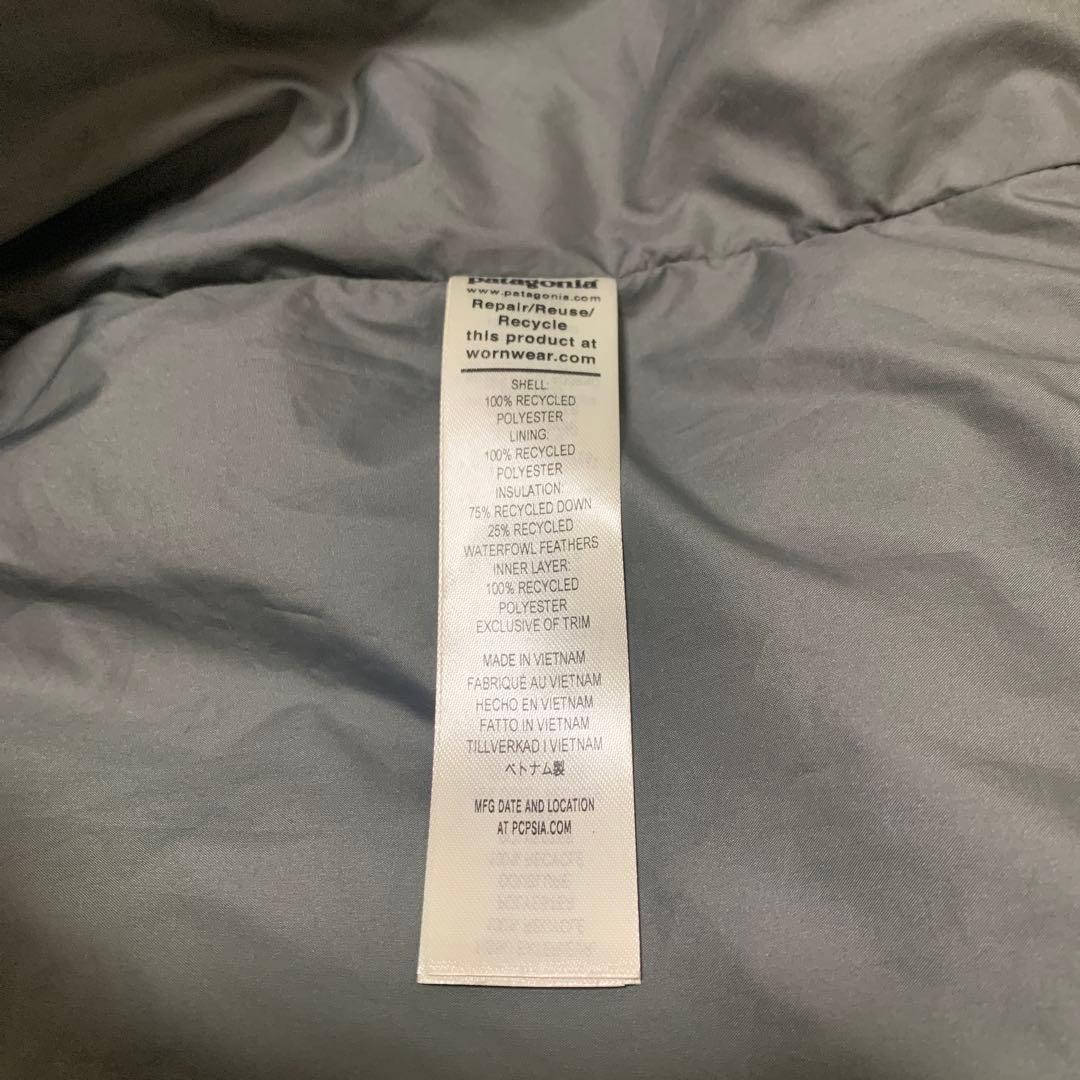 patagonia
www.patagonia.com
Repair/Reuse/
Recycle
this product at
wornwear.com
SHELL:
100% RECYCLED
POLYESTER
LINING:
100% RECYCLED
POLYESTER
INSULATION:
75% RECYCLED DOWN
25% RECYCLED
WATERFOWL FEATHERS
INNER LAYER:
100% RECYCLED
POLYESTER
EXCLUSIVE OF TRIM
MADE IN VIETNAM
FABRIQUÉ AU VIETNAM
HECHO EN VIETNAM
FATTO IN VIETNAM
TILLVERKAD I VIETNAM
ベトナム製
MFG DATE AND LOCATION
AT PCPSIA.COM